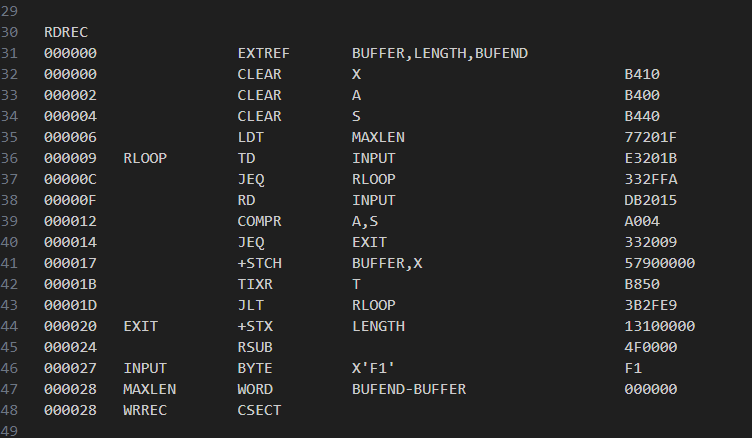 29
30 RDREC
31 000000 EXTREF BUFFER,LENGTH,BUFEND
32 000000 CLEAR X B410
33 000002 CLEAR A B400
34 000004 CLEAR S B440
35 000006 LDT MAXLEN 77201F
36 000009 RLOOP TD INPUT E3201B
37 00000C JEQ RLOOP 332FFA
38 00000F RD INPUT DB2015
39 000012 COMPR A,S A004
40 000014 JEQ EXIT 332009
41 000017 +STCH BUFFER,X 57900000
42 00001B TIXR T B850
43 00001D JLT RLOOP 3B2FE9
44 000020 EXIT +STX LENGTH 13100000
45 000024 RSUB 4F0000
46 000027 INPUT BYTE X'F1' F1
47 000028 MAXLEN WORD BUFEND-BUFFER 000000
48 000028 WRREC CSECT
49